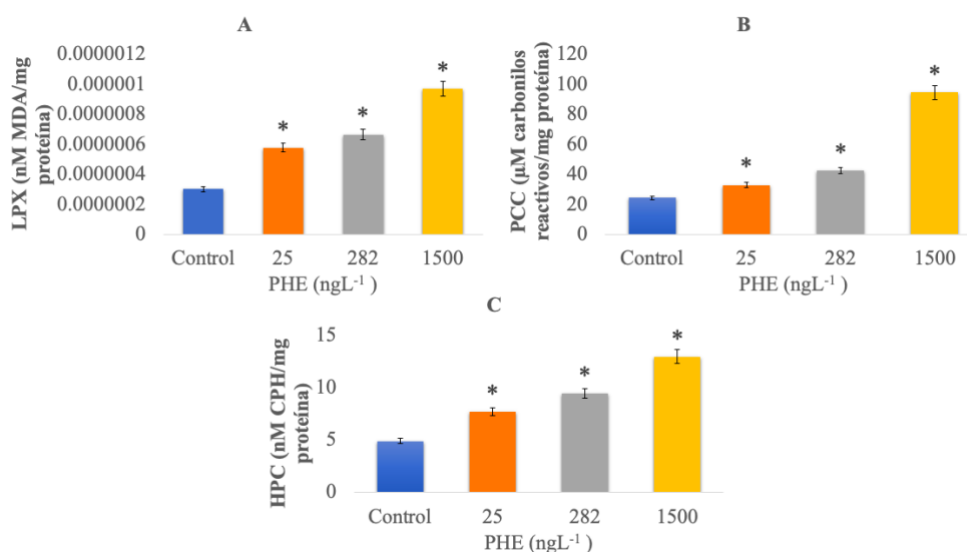 A
LPX (nM MDA/mg
proteína)
0.0000012
0.000001
0.0000008
0.0000006
0.0000004
0.0000002
0
*
*
*
Control 25 282 1500
PHE (ngL⁻¹ )
B
PCC (µM carbonilos
reactivos/mg proteína)
120
100
80
60
40
20
0
*
*
*
Control 25 282 1500
PHE (ngL⁻¹ )
C
HPC (nM CPH/mg
proteína)
15
10
5
0
*
*
*
Control 25 282 1500
PHE (ngL⁻¹ )